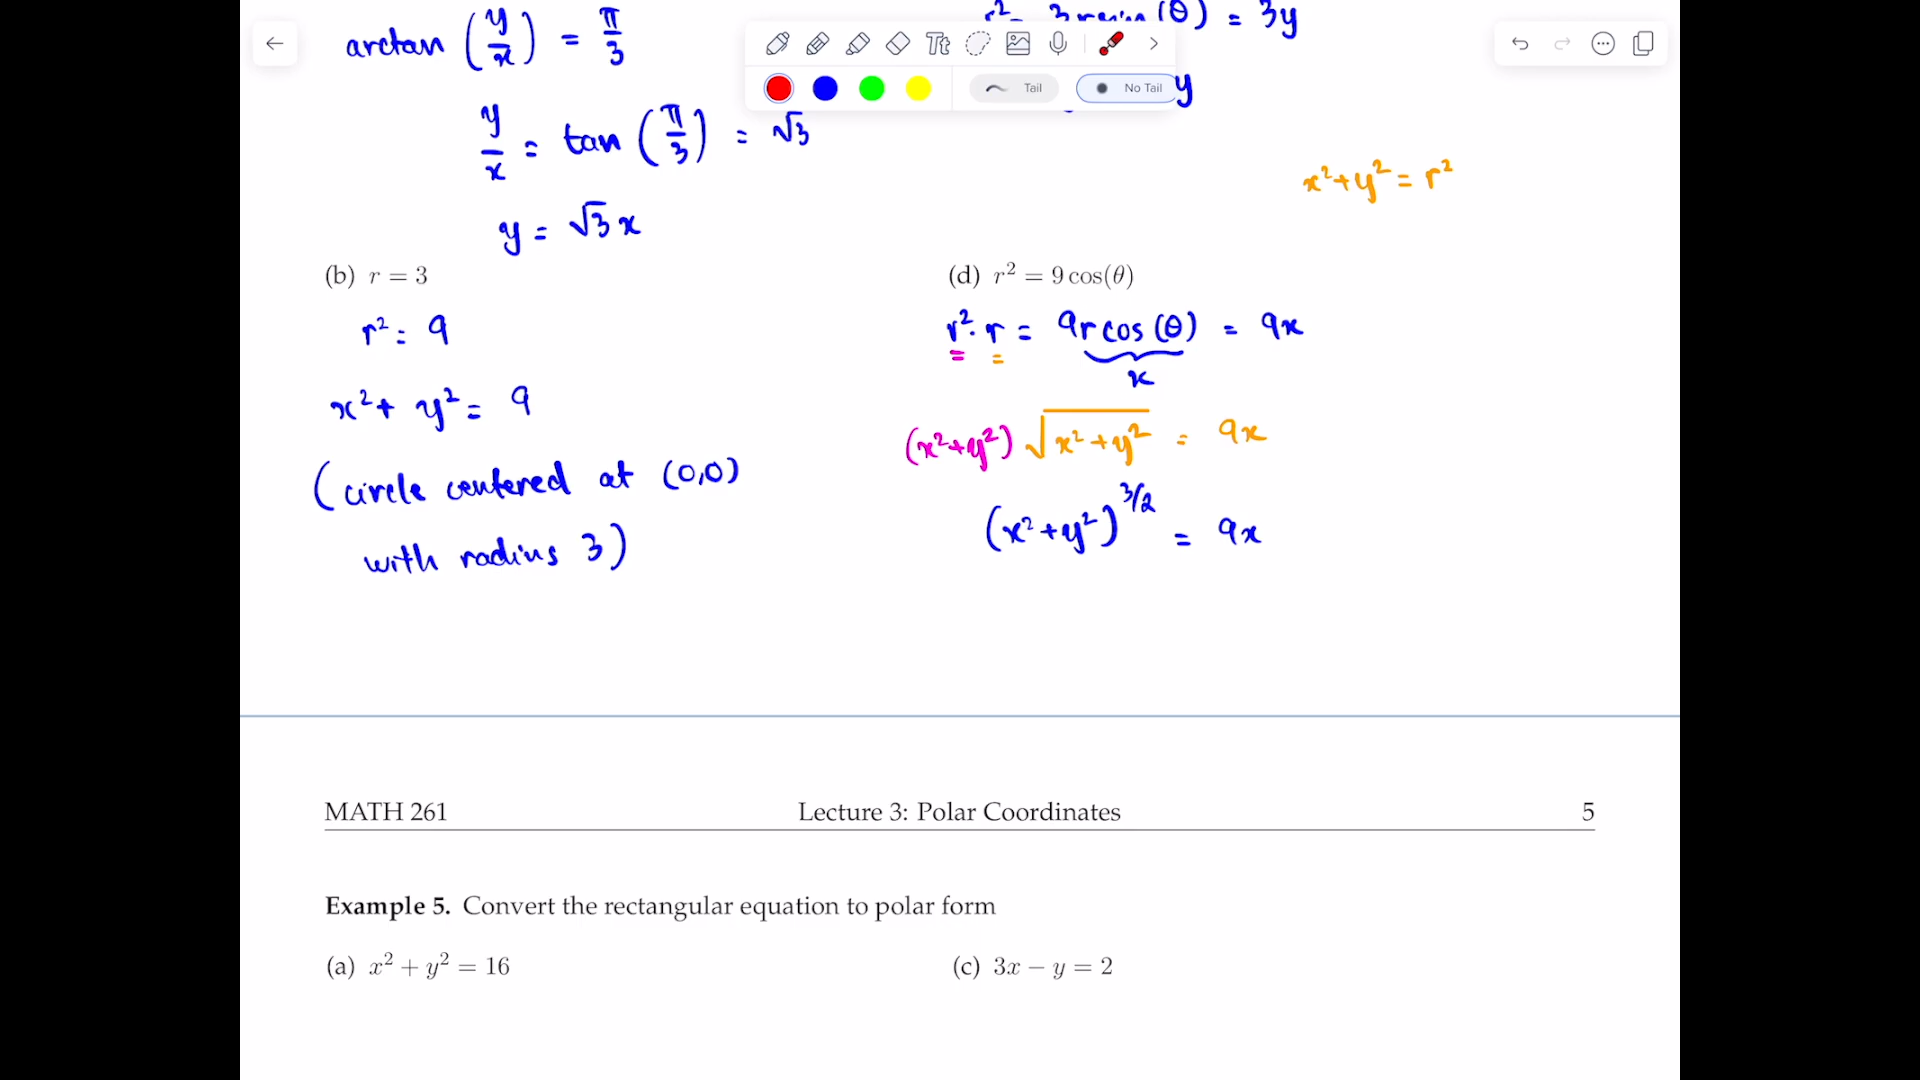 arctan (y/x) = π/3
y/x = tan (π/3) = √3
y = √3 x
= 3y
Tt
Tail
No Tail
y
x² + y² = r²
(b) r = 3
r² = 9
x² + y² = 9
(circle centered at (0,0)
with radius 3)
(d) r² = 9 cos(θ)
r² · r = 9r cos (θ) = 9x
x
(x² + y²) √(x² + y²) = 9x
(x² + y²)^3/2 = 9x
MATH 261 Lecture 3: Polar Coordinates 5
Example 5. Convert the rectangular equation to polar form
(a) x² + y² = 16
(c) 3x − y = 2